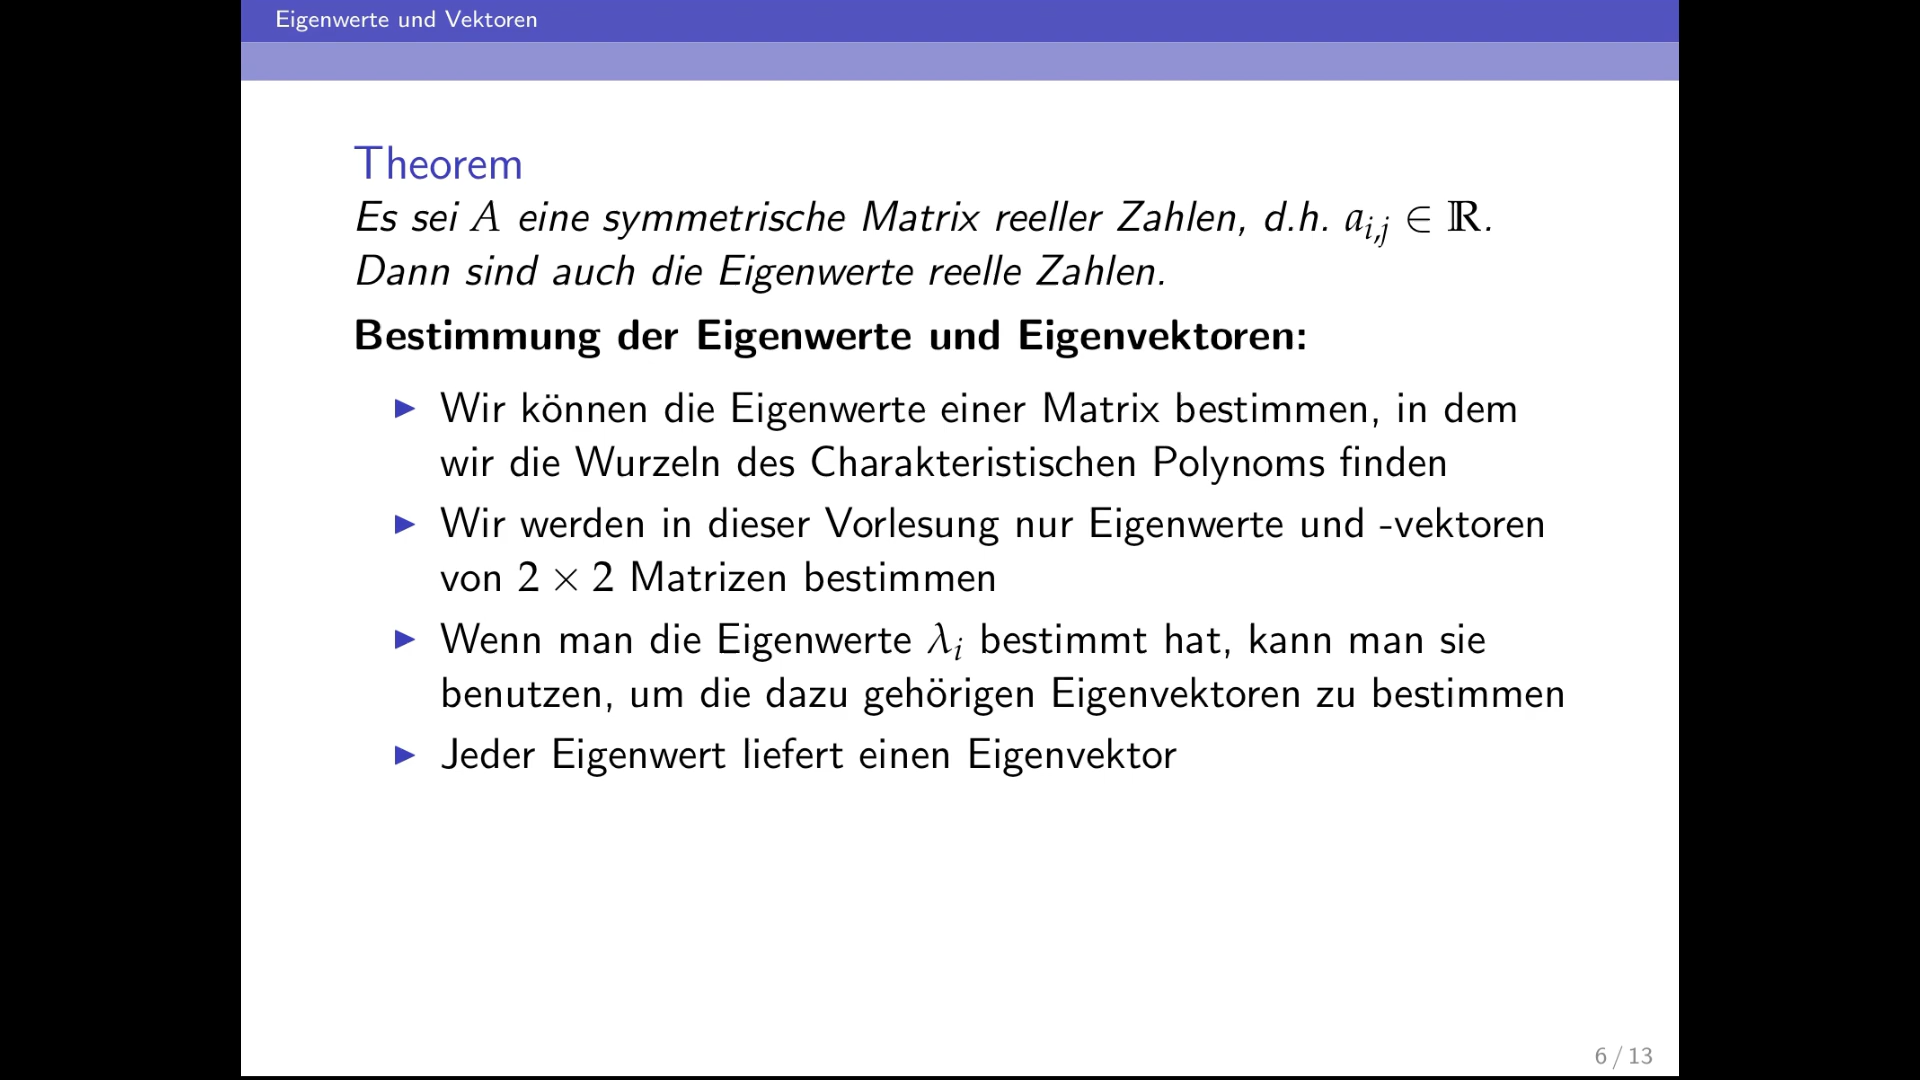 Eigenwerte und Vektoren
Theorem
Es sei A eine symmetrische Matrix reeller Zahlen, d.h. a_{i,j} ∈ ℝ.
Dann sind auch die Eigenwerte reelle Zahlen.
Bestimmung der Eigenwerte und Eigenvektoren:
▶ Wir können die Eigenwerte einer Matrix bestimmen, in dem
wir die Wurzeln des Charakteristischen Polynoms finden
▶ Wir werden in dieser Vorlesung nur Eigenwerte und -vektoren
von 2 × 2 Matrizen bestimmen
▶ Wenn man die Eigenwerte λ_i bestimmt hat, kann man sie
benutzen, um die dazu gehörigen Eigenvektoren zu bestimmen
▶ Jeder Eigenwert liefert einen Eigenvektor
6 / 13